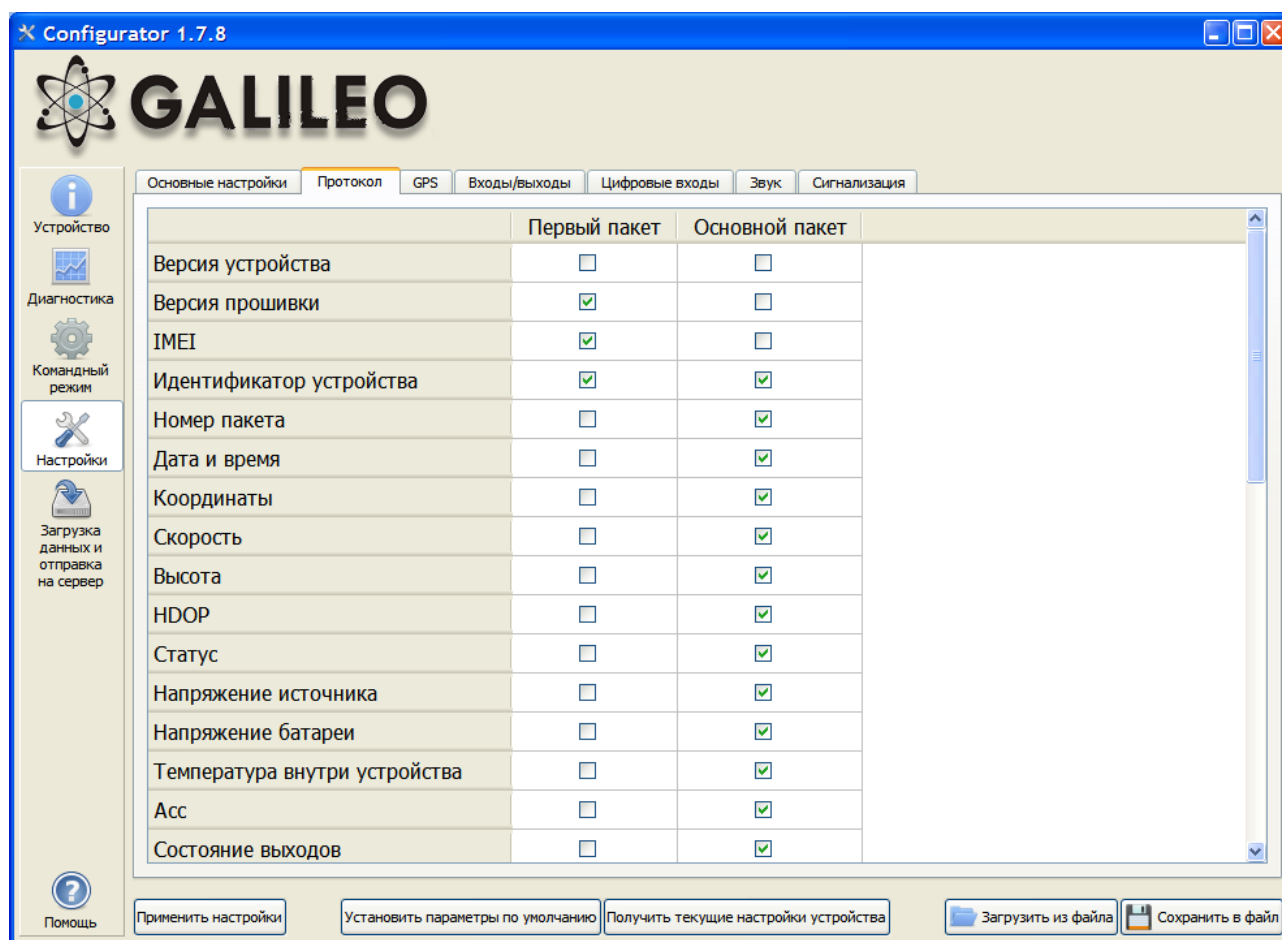 Configurator 1.7.8
GALILEO
Основные настройки
Протокол
GPS
Входы/выходы
Цифровые входы
Звук
Сигнализация
Устройство
Диагностика
Командный
режим
Настройки
Загрузка
данных и
отправка
на сервер
Помощь
Первый пакет
Основной пакет
Версия устройства
Версия прошивки
IMEI
Идентификатор устройства
Номер пакета
Дата и время
Координаты
Скорость
Высота
HDOP
Статус
Напряжение источника
Напряжение батареи
Температура внутри устройства
Acc
Состояние выходов
Применить настройки
Установить параметры по умолчанию
Получить текущие настройки устройства
Загрузить из файла
Сохранить в файл